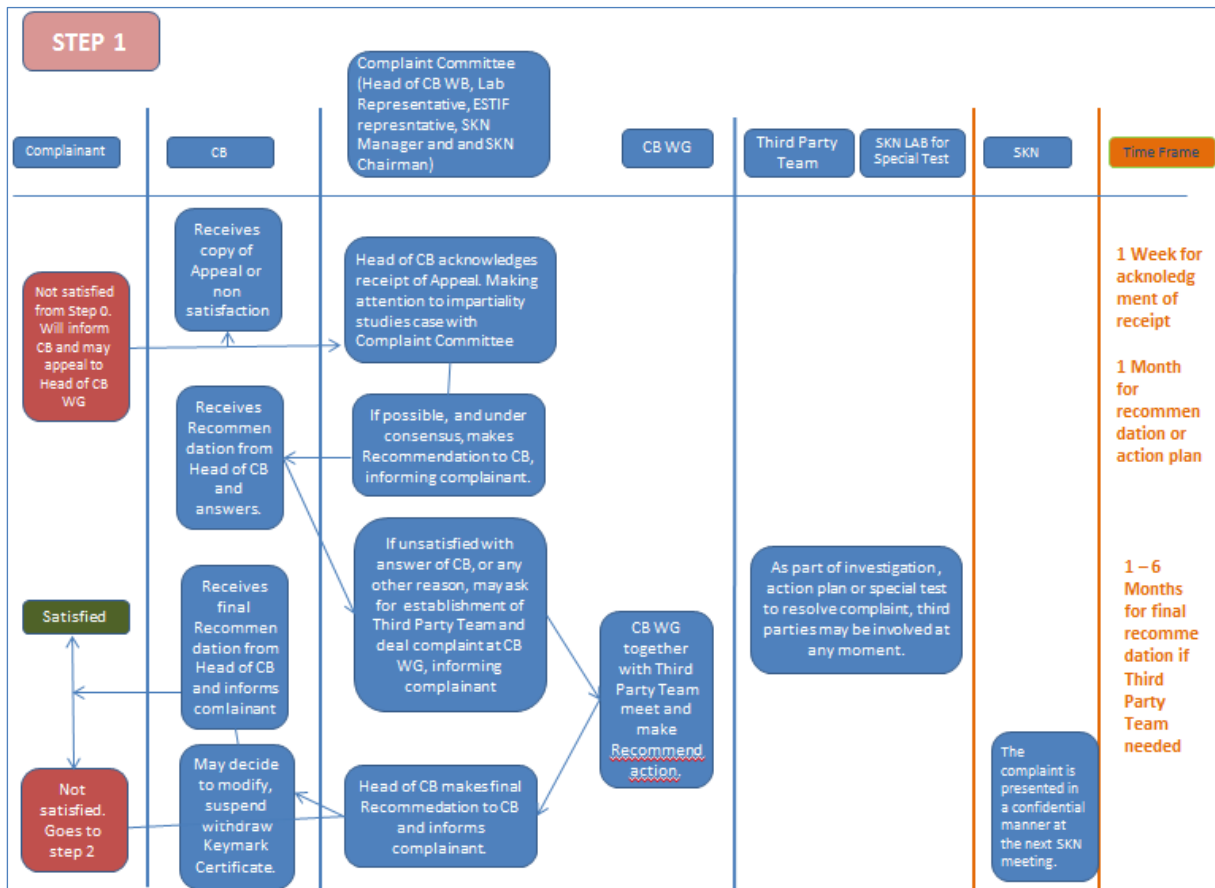 STEP 1
Complaint Committee
(Head of CB WB, Lab
Representative, ESTIF
represntative, SKN
Manager and and SKN
Chairman)
Complainant
CB
CB WG
Third Party
Team
SKN LAB for
Special Test
SKN
Time Frame
Not satisfied
from Step 0.
Will inform
CB and may
appeal to
Head of CB
WG
Receives
copy of
Appeal or
non
satisfaction
Head of CB acknowledges
receipt of Appeal. Making
attention to impartiality
studies case with
Complaint Committee
1 Week for
acknoledg
ment of
receipt
1 Month
for
recommen
dation or
action plan
Receives
Recommen
dation from
Head of CB
and
answers.
If possible, and under
consensus, makes
Recommendation to CB,
informing complainant.
If unsatisfied with
answer of CB, or any
other reason, may ask
for establishment of
Third Party Team and
deal complaint at CB
WG, informing
complainant
As part of investigation,
action plan or special test
to resolve complaint, third
parties may be involved at
any moment.
1 – 6
Months
for final
recomme
dation if
Third
Party
Team
needed
Satisfied
Receives
final
Recommen
dation from
Head of CB
and informs
comlainant
CB WG
together
with Third
Party Team
meet and
make
Recommend
action.
Not
satisfied.
Goes to
step 2
May decide
to modify,
suspend
withdraw
Keymark
Certificate.
Head of CB makes final
Recommedation to CB
and informs
complainant.
The
complaint is
presented in
a confidential
manner at
the next SKN
meeting.